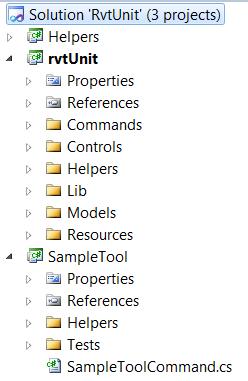 Solution 'RvtUnit' (3 projects)
Helpers
rvtUnit
Properties
References
Commands
Controls
Helpers
Lib
Models
Resources
SampleTool
Properties
References
Helpers
Tests
SampleToolCommand.cs